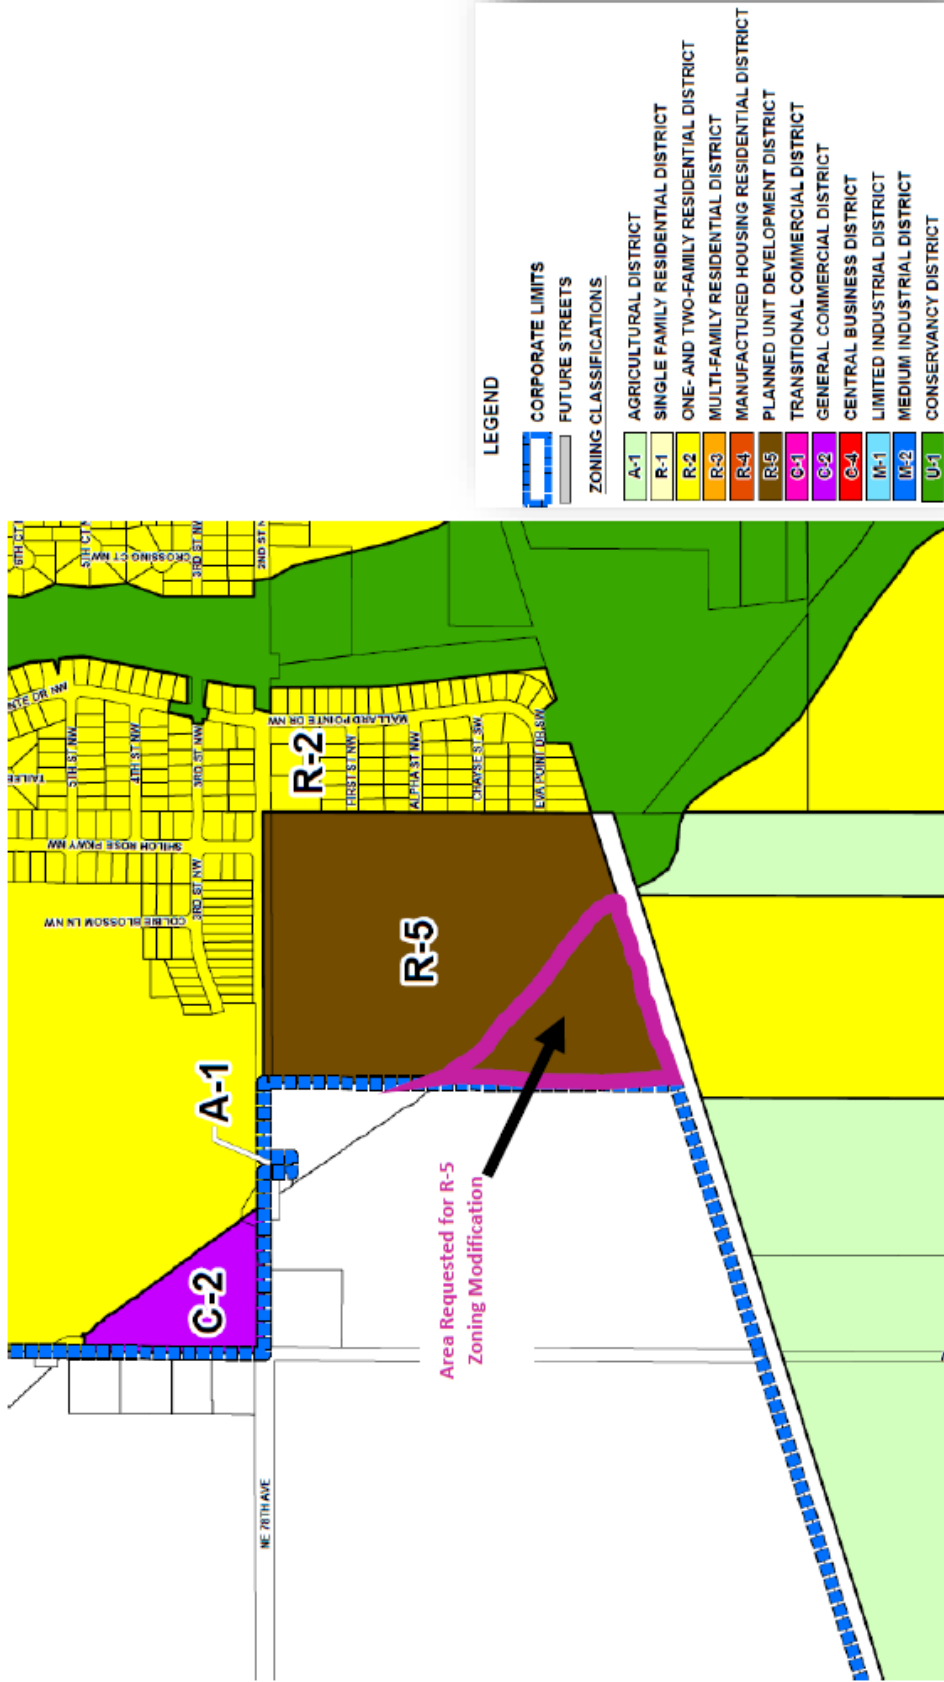 LEGEND
CORPORATE LIMITS
FUTURE STREETS
ZONING CLASSIFICATIONS
A-1 AGRICULTURAL DISTRICT
R-1 SINGLE FAMILY RESIDENTIAL DISTRICT
R-2 ONE- AND TWO-FAMILY RESIDENTIAL DISTRICT
R-3 MULTI-FAMILY RESIDENTIAL DISTRICT
R-4 MANUFACTURED HOUSING RESIDENTIAL DISTRICT
R-5 PLANNED UNIT DEVELOPMENT DISTRICT
C-1 TRANSITIONAL COMMERCIAL DISTRICT
C-2 GENERAL COMMERCIAL DISTRICT
C-4 CENTRAL BUSINESS DISTRICT
M-1 LIMITED INDUSTRIAL DISTRICT
M-2 MEDIUM INDUSTRIAL DISTRICT
U-1 CONSERVANCY DISTRICT
6TH CT
5TH CT N
CROSSING CT NW
3RD ST NW
2ND ST N
DR NW
5TH ST NW
4TH ST NW
3RD ST NW
SHILOH ROSE PKWY NW
3RD ST NW
COLBIE BLOSSOM LN NW
MALLARD POINTE DR NW
R-2
FIRST ST NW
ALPHA ST NW
CHAYSE ST SW
EVA POINT DR SW
A-1
R-5
C-2
Area Requested for R-5
Zoning Modification
NE 78TH AVE